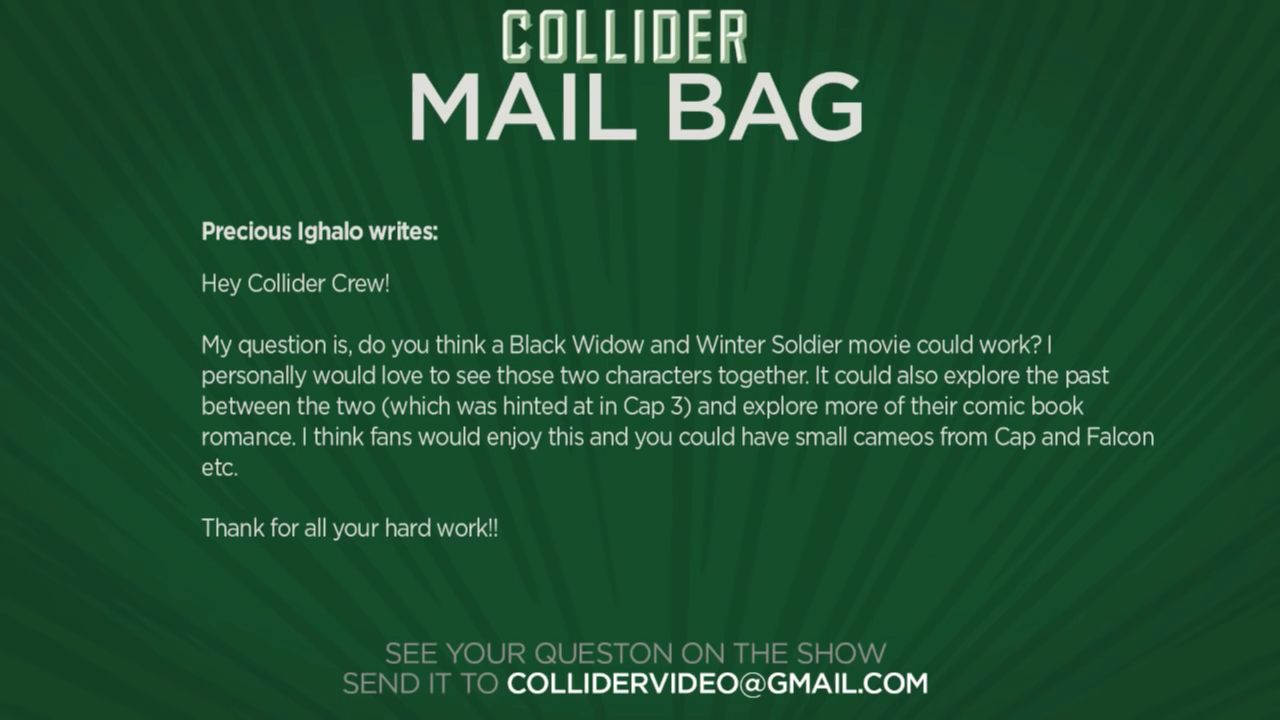 COLLIDER
MAIL BAG
Precious Ighalo writes:
Hey Collider Crew!
My question is, do you think a Black Widow and Winter Soldier movie could work? I
personally would love to see those two characters together. It could also explore the past
between the two (which was hinted at in Cap 3) and explore more of their comic book
romance. I think fans would enjoy this and you could have small cameos from Cap and Falcon
etc.
Thank for all your hard work!!
SEE YOUR QUESTON ON THE SHOW
SEND IT TO COLLIDERVIDEO@GMAIL.COM